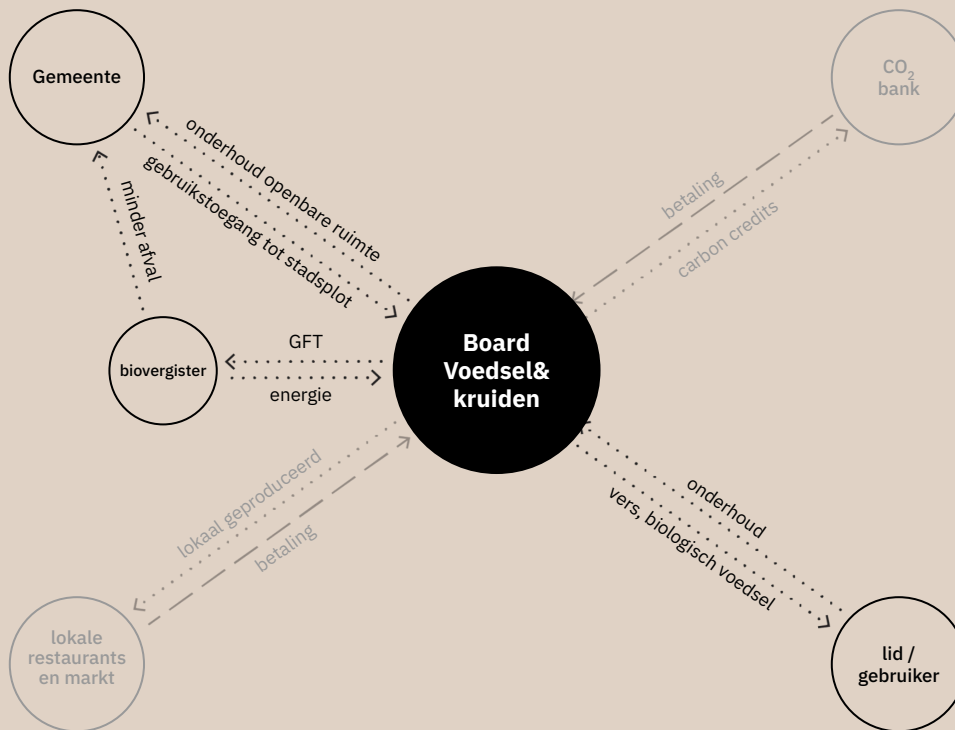 Gemeente
CO2
bank
onderhoud openbare ruimte
gebruikstoegang tot stadsplot
minder afval
betaling
carbon credits
Board
Voedsel&
kruiden
GFT
biovergister
energie
lokaal geproduceerd
betaling
onderhoud
vers, biologisch voedsel
lokale
restaurants
en markt
lid /
gebruiker